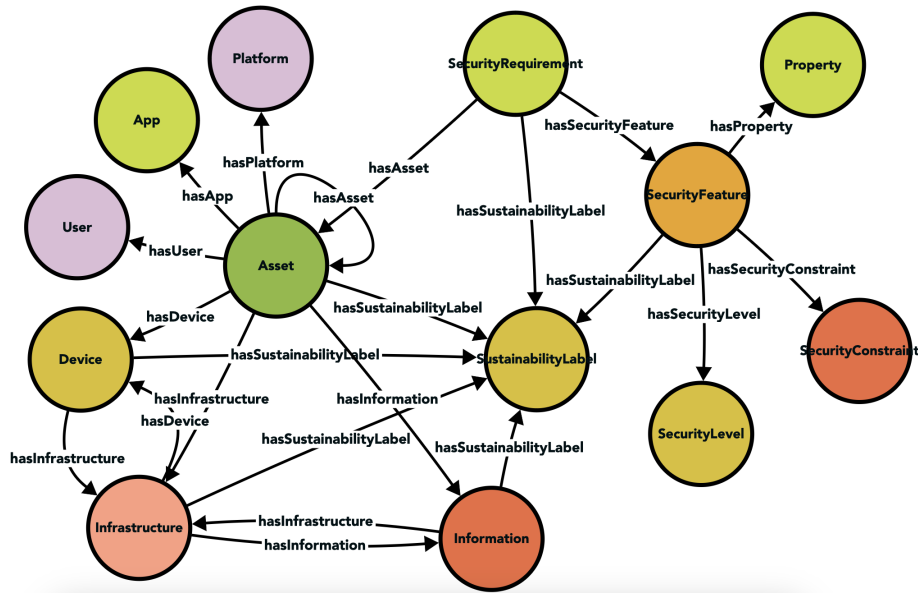 Platform
SecurityRequirement
Property
App
hasSecurityFeature
hasProperty
hasPlatform
hasAsset
hasApp
hasAsset
SecurityFeature
hasSustainabilityLabel
User
hasUser
Asset
hasSecurityConstraint
hasSustainabilityLabel
hasSustainabilityLabel
hasDevice
hasSecurityLevel
Device
hasSustainabilityLabel
SustainabilityLabel
SecurityConstraint
hasInfrastructure
hasInformation
hasDevice
SecurityLevel
hasSustainabilityLabel
hasSustainabilityLabel
hasInfrastructure
hasInfrastructure
Infrastructure
Information
hasInformation